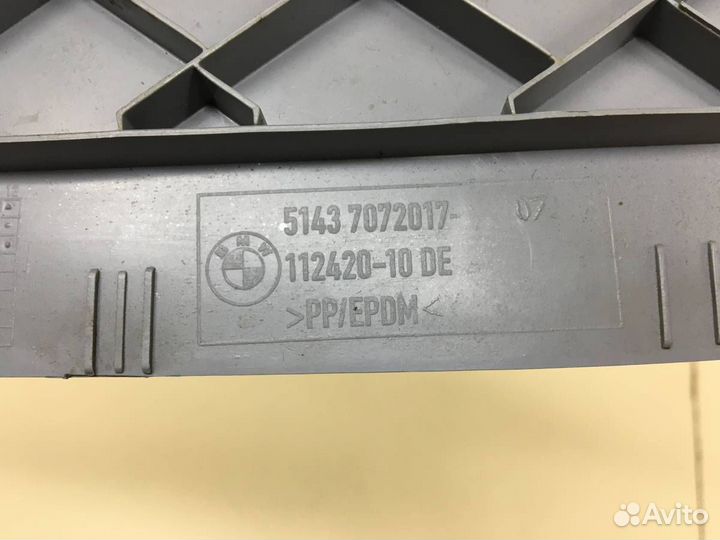 5143 7072017- 07
BMW
112420-10 DE
>PP/EPDM<
Avito